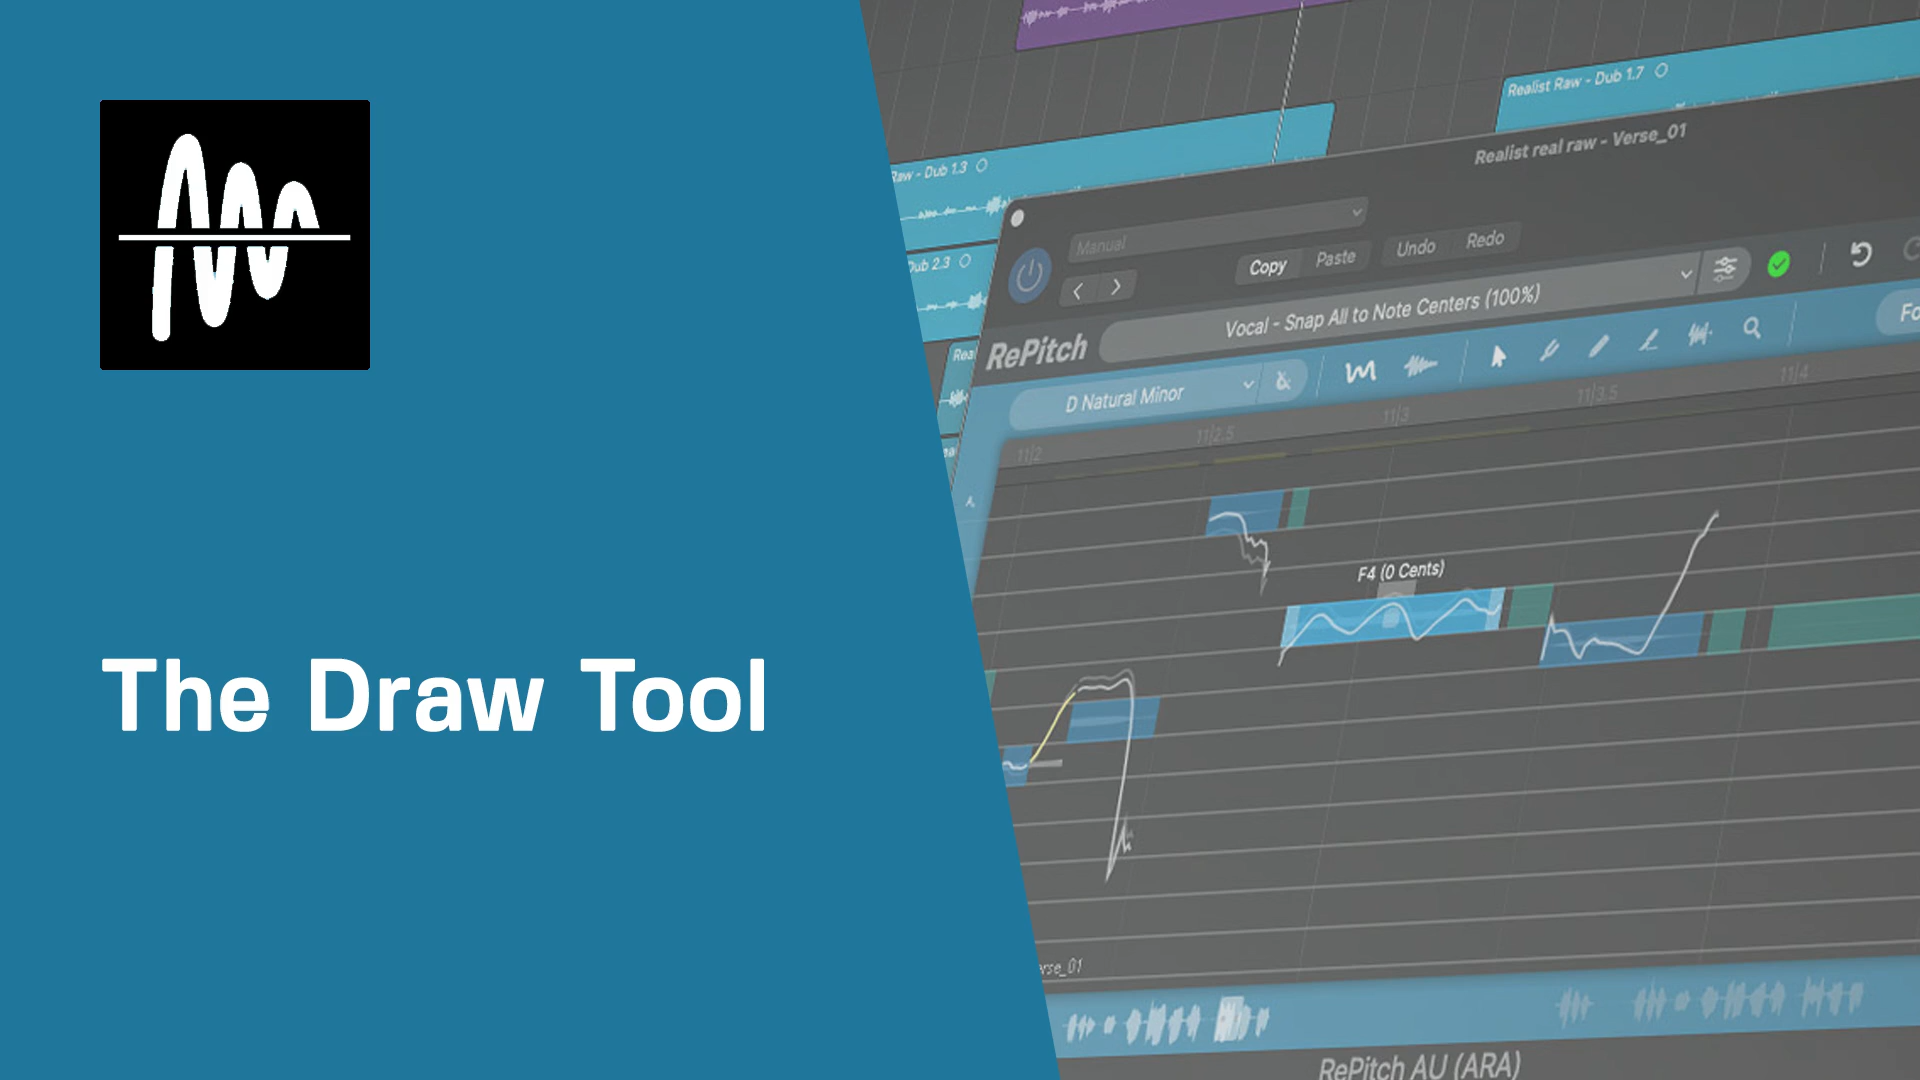 The Draw Tool
Realist Raw - Dub 1.7
Raw - Dub 1.3
Realist real raw - Verse_01
Dub 2.3
Manual
Copy
Paste
Undo
Redo
Vocal - Snap All to Note Centers (100%)
RePitch
D Natural Minor
11|2
11|2.5
11|3
11|3.5
11|4
F4 (0 Cents)
RePitch AU (ARA)